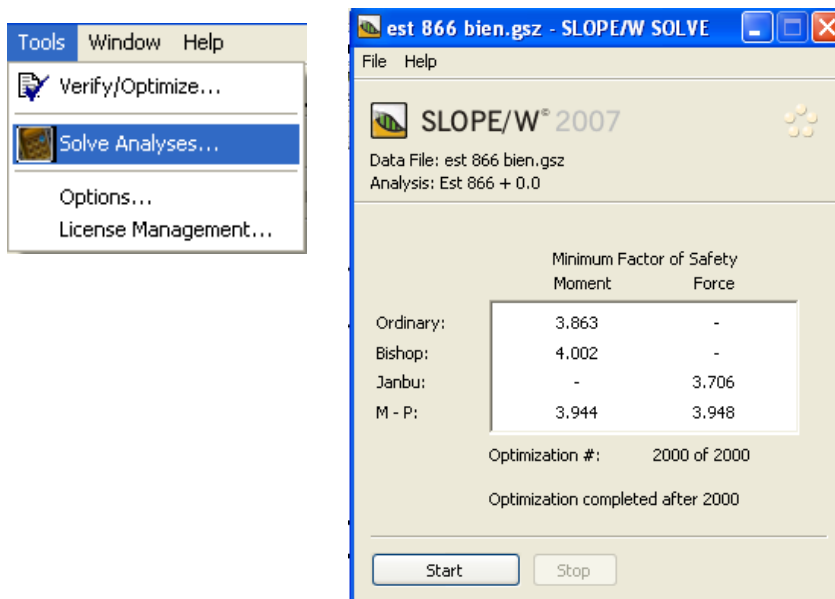 Tools Window Help
Verify/Optimize...
Solve Analyses...
Options...
License Management...
est 866 bien.gsz - SLOPE/W SOLVE
File Help
SLOPE/W© 2007
Data File: est 866 bien.gsz
Analysis: Est 866 + 0.0
Minimum Factor of Safety
Moment Force
Ordinary: 3.863 -
Bishop: 4.002 -
Janbu: - 3.706
M - P: 3.944 3.948
Optimization #: 2000 of 2000
Optimization completed after 2000
Start Stop